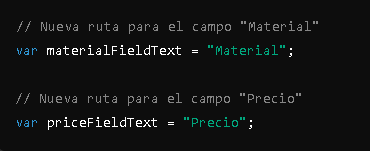 // Nueva ruta para el campo "Material"
var materialFieldText = "Material";
// Nueva ruta para el campo "Precio"
var priceFieldText = "Precio";